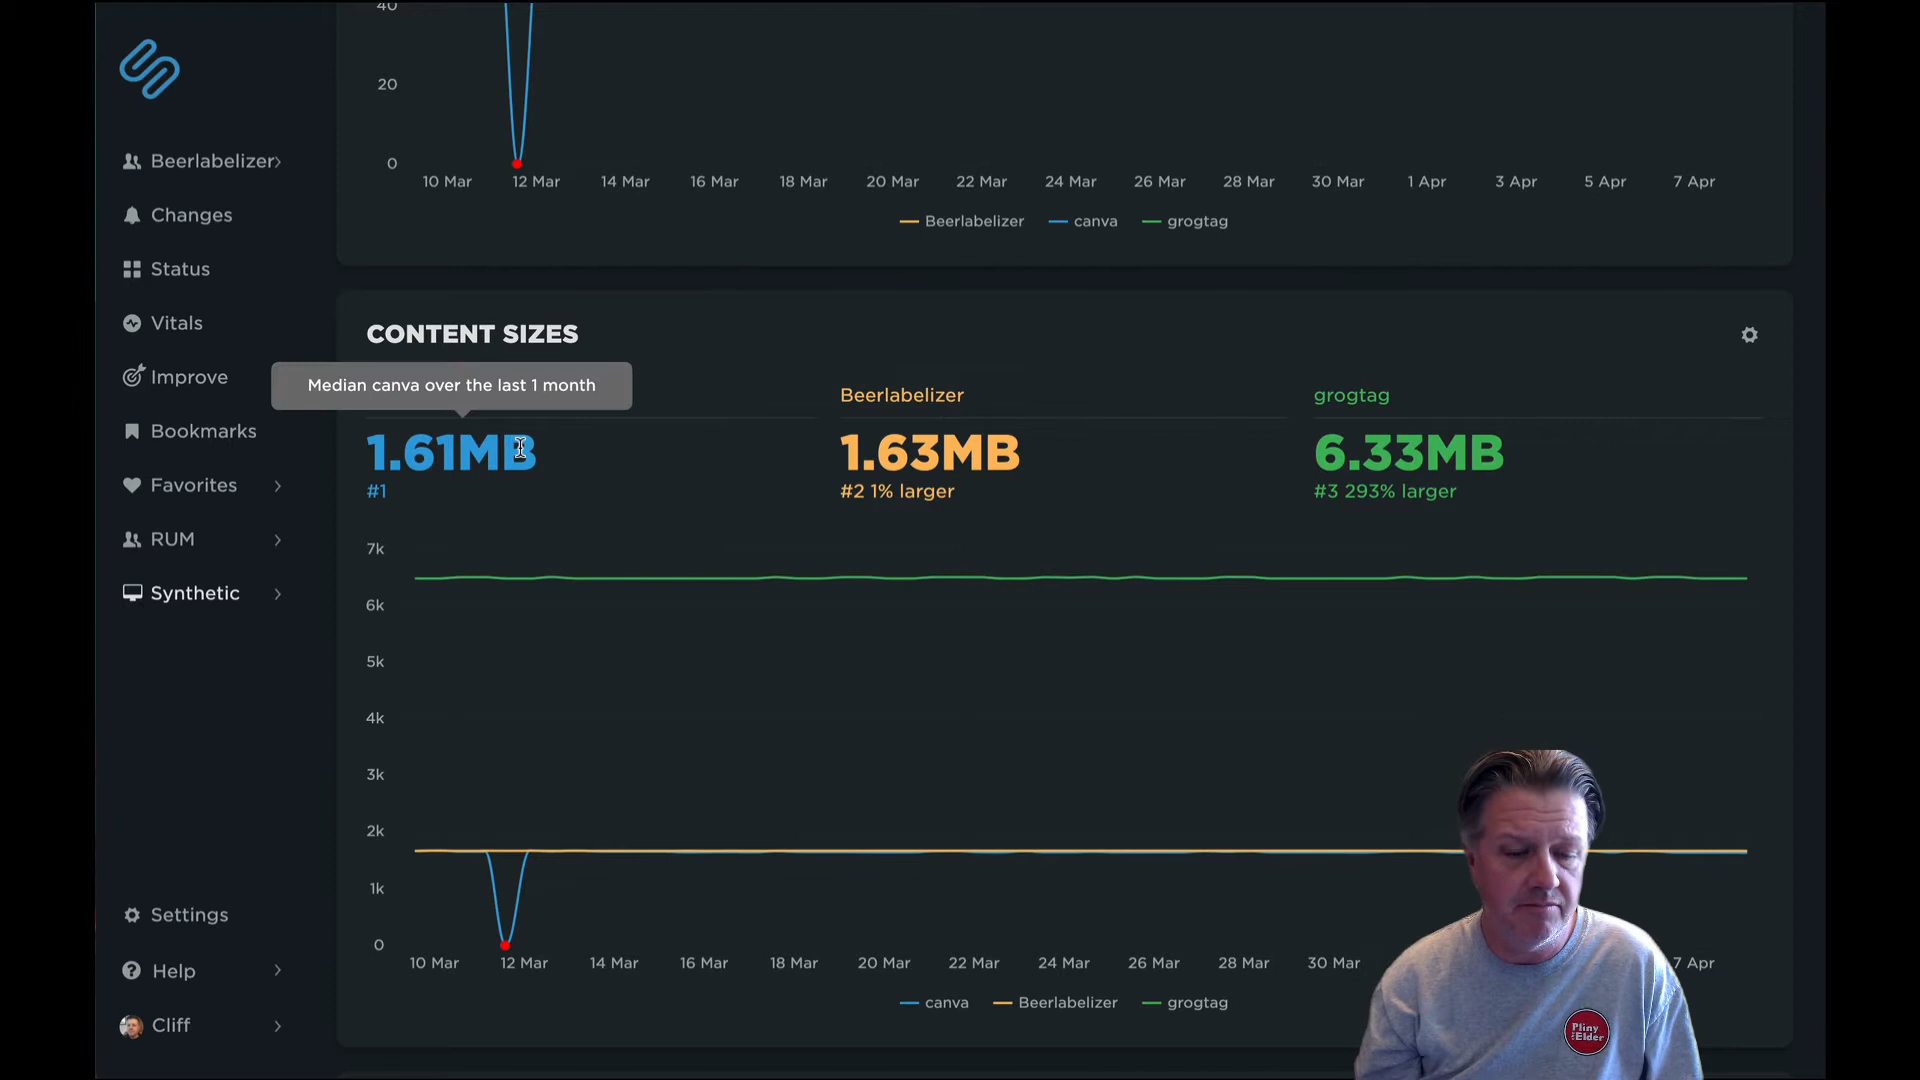 40
20
0
10 Mar 12 Mar 14 Mar 16 Mar 18 Mar 20 Mar 22 Mar 24 Mar 26 Mar 28 Mar 30 Mar 1 Apr 3 Apr 5 Apr 7 Apr
Beerlabelizer canva grogtag
Beerlabelizer
Changes
Status
Vitals
Improve
Bookmarks
Favorites
RUM
Synthetic
Settings
Help
Cliff
CONTENT SIZES
Median canva over the last 1 month
1.61MB
#1
Beerlabelizer
1.63MB
#2 1% larger
grogtag
6.33MB
#3 293% larger
7k
6k
5k
4k
3k
2k
1k
0
10 Mar 12 Mar 14 Mar 16 Mar 18 Mar 20 Mar 22 Mar 24 Mar 26 Mar 28 Mar 30 Mar 7 Apr
canva Beerlabelizer grogtag
Pliny
the Elder